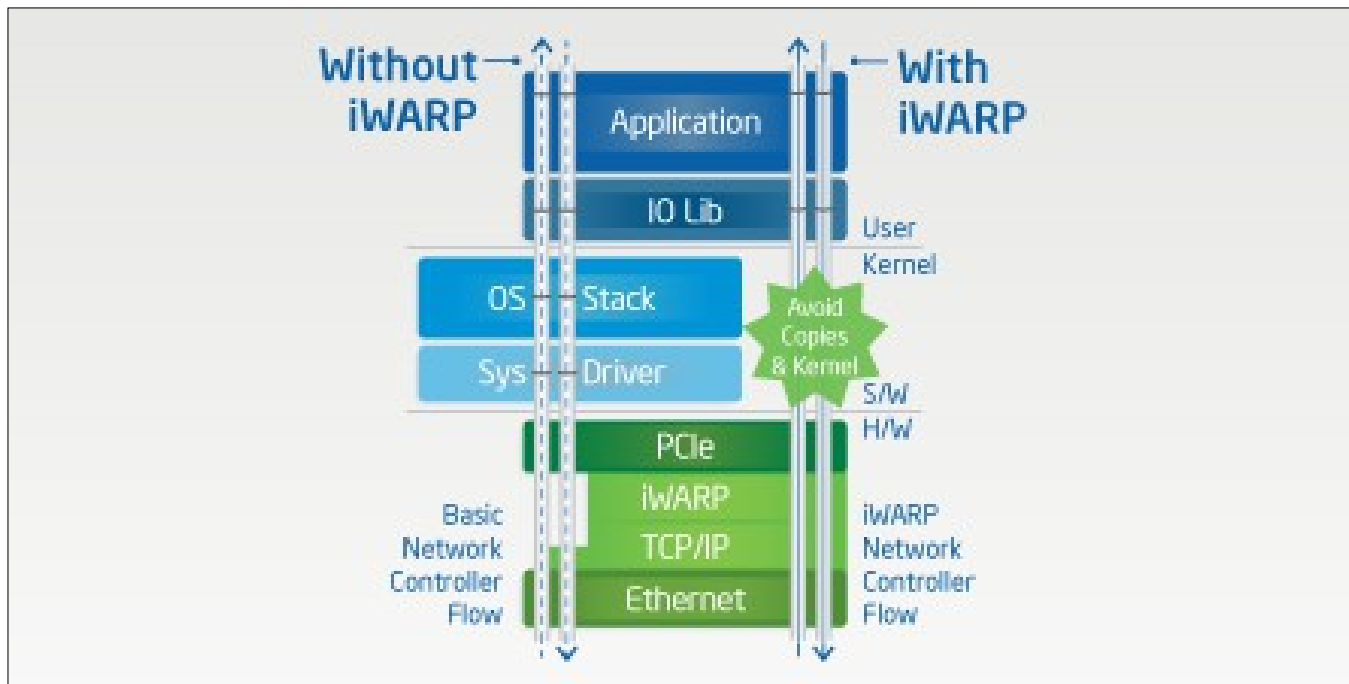 Without
iWARP
With
iWARP
Application
IO Lib
User
Kernel
OS Stack
Avoid
Copies
& Kernel
Sys Driver
S/W
H/W
PCIe
iWARP
TCP/IP
Ethernet
Basic
Network
Controller
Flow
iWARP
Network
Controller
Flow